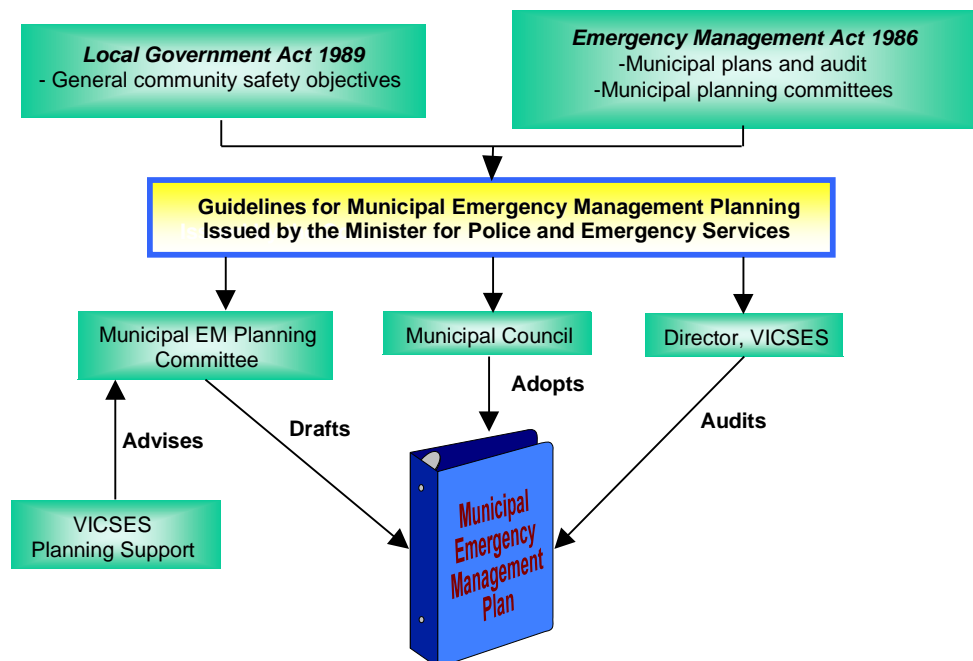 Local Government Act 1989
- General community safety objectives
Emergency Management Act 1986
-Municipal plans and audit
-Municipal planning committees
Guidelines for Municipal Emergency Management Planning
Issued by the Minister for Police and Emergency Services
Municipal EM Planning
Committee
Municipal Council
Director, VICSES
Adopts
Advises
Drafts
Audits
VICSES
Planning Support
Municipal
Emergency
Management
Plan